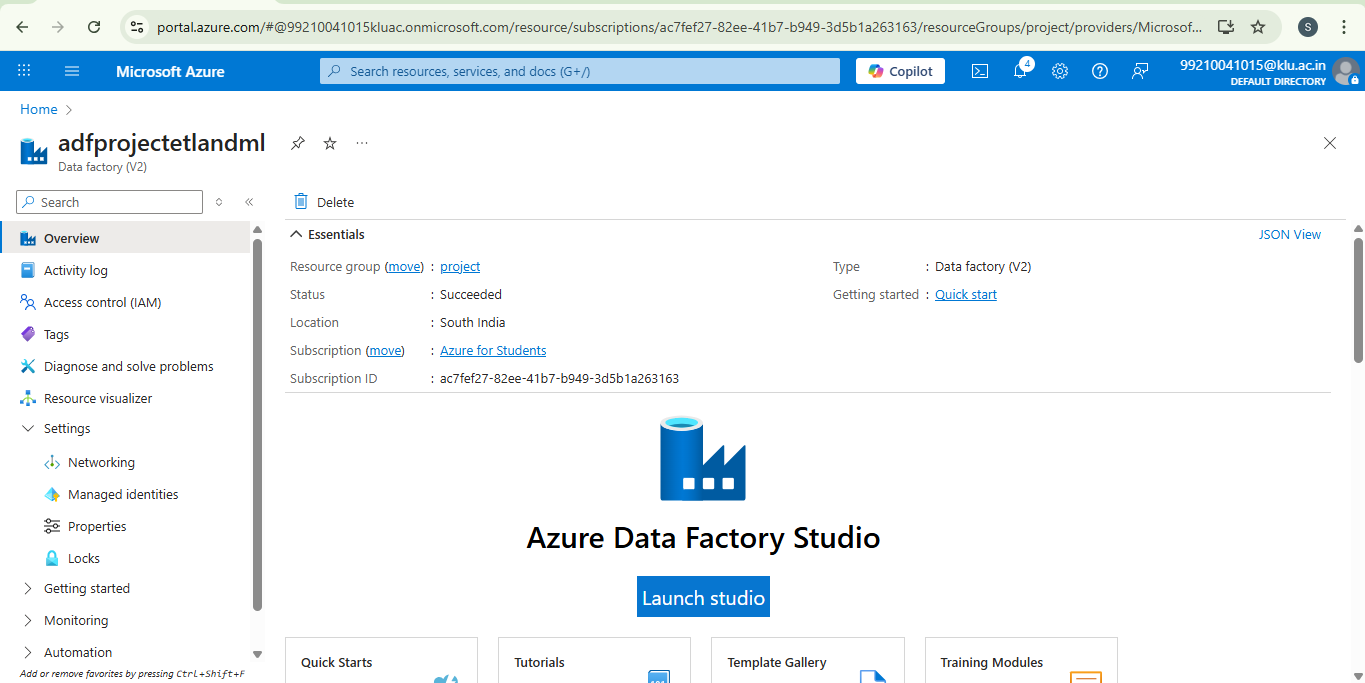 portal.azure.com/#@99210041015kluac.onmicrosoft.com/resource/subscriptions/ac7fef27-82ee-41b7-b949-3d5b1a263163/resourceGroups/project/providers/Microsof...
S
Microsoft Azure
Search resources, services, and docs (G+/)
Copilot
4
99210041015@klu.ac.in
DEFAULT DIRECTORY
Home
adfprojectetlandml
Data factory (V2)
Search
Overview
Activity log
Access control (IAM)
Tags
Diagnose and solve problems
Resource visualizer
Settings
Networking
Managed identities
Properties
Locks
Getting started
Monitoring
Automation
Add or remove favorites by pressing Ctrl+Shift+F
Delete
Essentials
JSON View
Resource group (move) : project
Status : Succeeded
Location : South India
Subscription (move) : Azure for Students
Subscription ID : ac7fef27-82ee-41b7-b949-3d5b1a263163
Type : Data factory (V2)
Getting started : Quick start
Azure Data Factory Studio
Launch studio
Quick Starts
Tutorials
Template Gallery
Training Modules